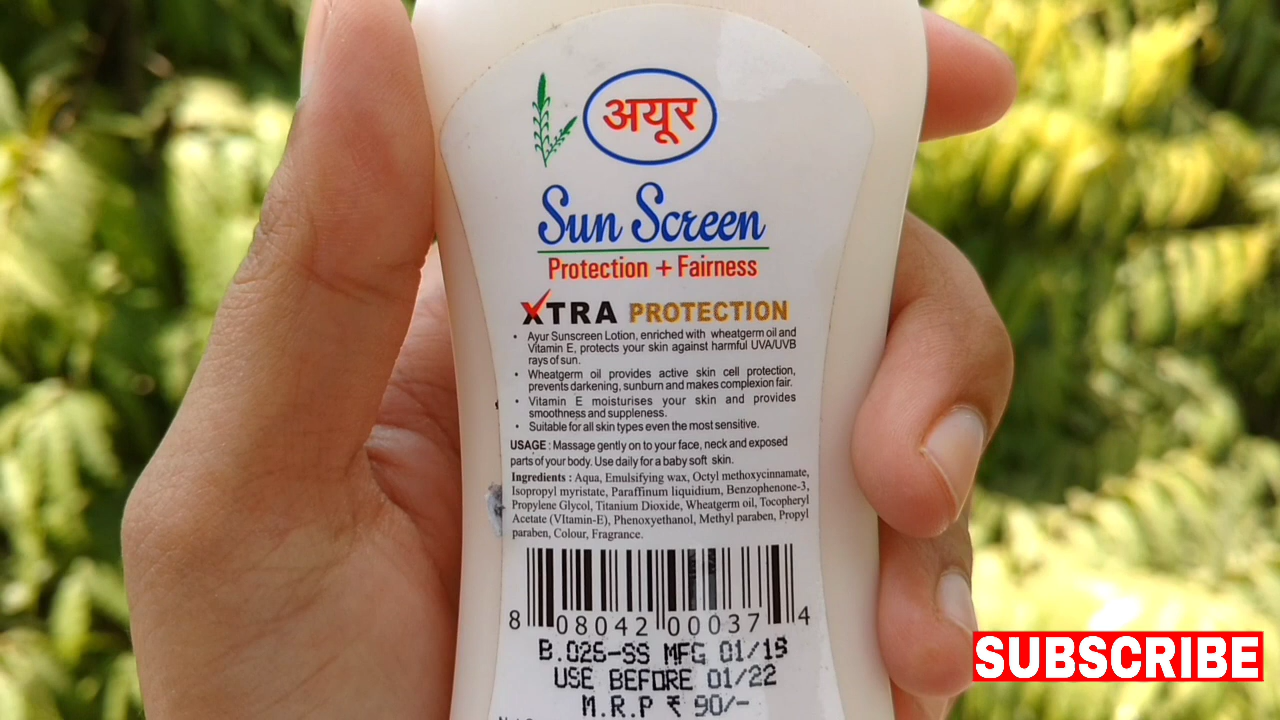 अयूर
Sun Screen
Protection + Fairness
XTRA PROTECTION
• Ayur Sunscreen Lotion, enriched with wheatgerm oil and
Vitamin E, protects your skin against harmful UVA/UVB
rays of sun.
• Wheatgerm oil provides active skin cell protection,
prevents darkening, sunburn and makes complexion fair.
• Vitamin E moisturises your skin and provides
smoothness and suppleness.
• Suitable for all skin types even the most sensitive.
USAGE : Massage gently on to your face, neck and exposed
parts of your body. Use daily for a baby soft skin.
Ingredients : Aqua, Emulsifying wax, Octyl methoxycinnamate,
Isopropyl myristate, Paraffinum liquidium, Benzophenone-3,
Propylene Glycol, Titanium Dioxide, Wheatgerm oil, Tocopheryl
Acetate (VItamin-E), Phenoxyethanol, Methyl paraben, Propyl
paraben, Colour, Fragrance.
8 08042 00037 4
MFG 01/19
USE BEFORE 01/22
M.R.P ₹ 90/-
SUBSCRIBE